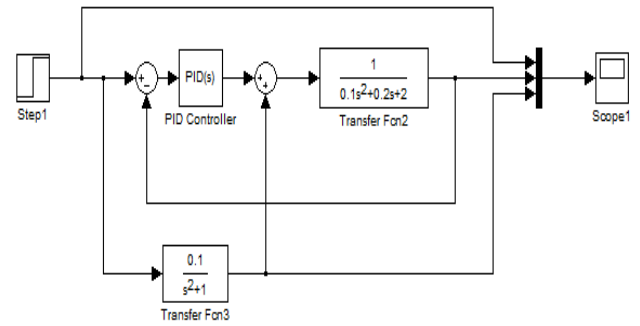 Step1
+
−
PID(s)
PID Controller
+
+
1
0.1s²+0.2s+2
Transfer Fcn2
Scope1
0.1
s²+1
Transfer Fcn3